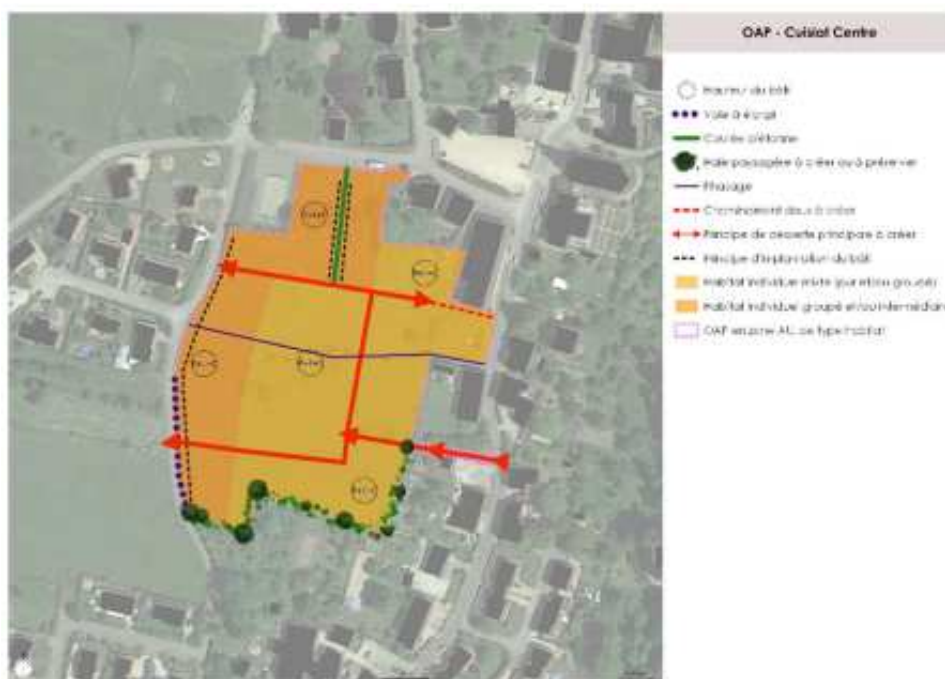 OAP - Cuisiat Centre
Hauteur du bâti
Voie à élargir
Coulée piétonne
Haie paysagère à créer ou à préserver
Phasage
Cheminement doux à créer
Principe de desserte principale à créer
Principe d'implantation du bâti
Habitat individuel mixte (pur et/ou groupé)
Habitat individuel groupé et/ou intermédiaire
OAP en zone AU de type habitat